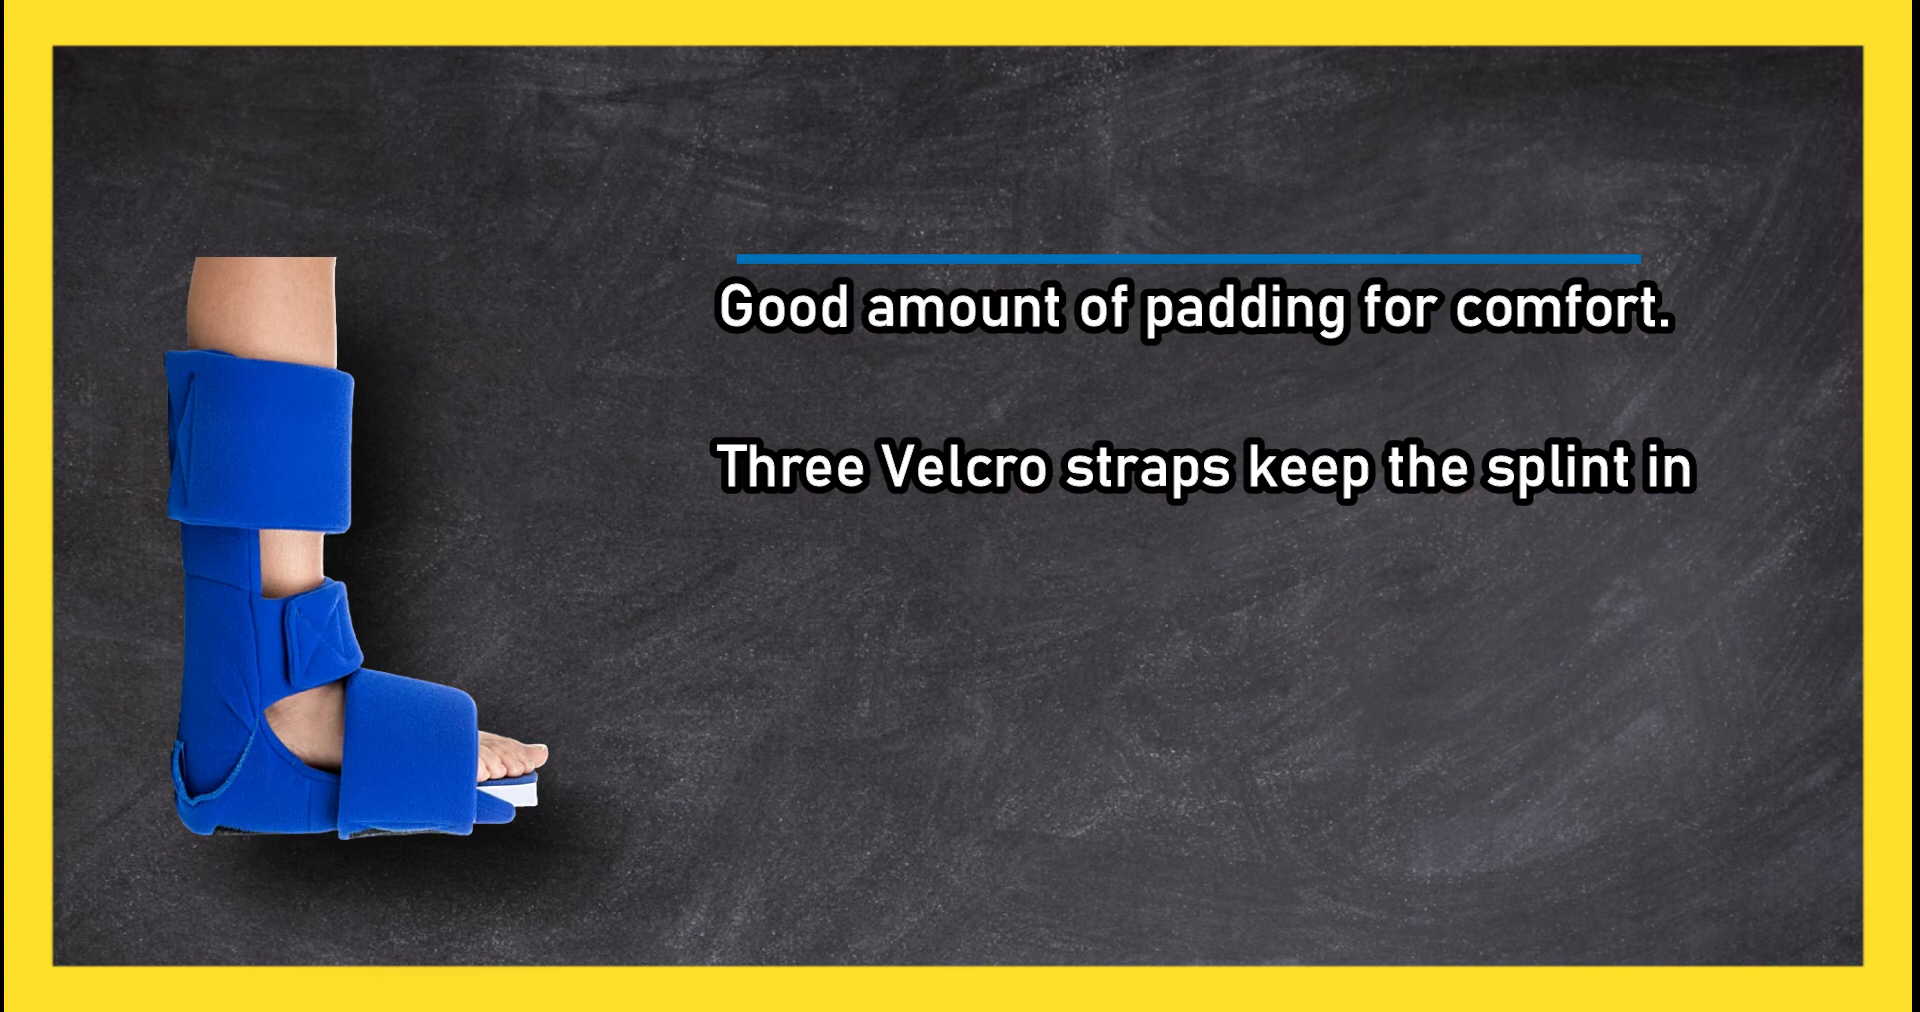 Good amount of padding for comfort.
Three Velcro straps keep the splint in